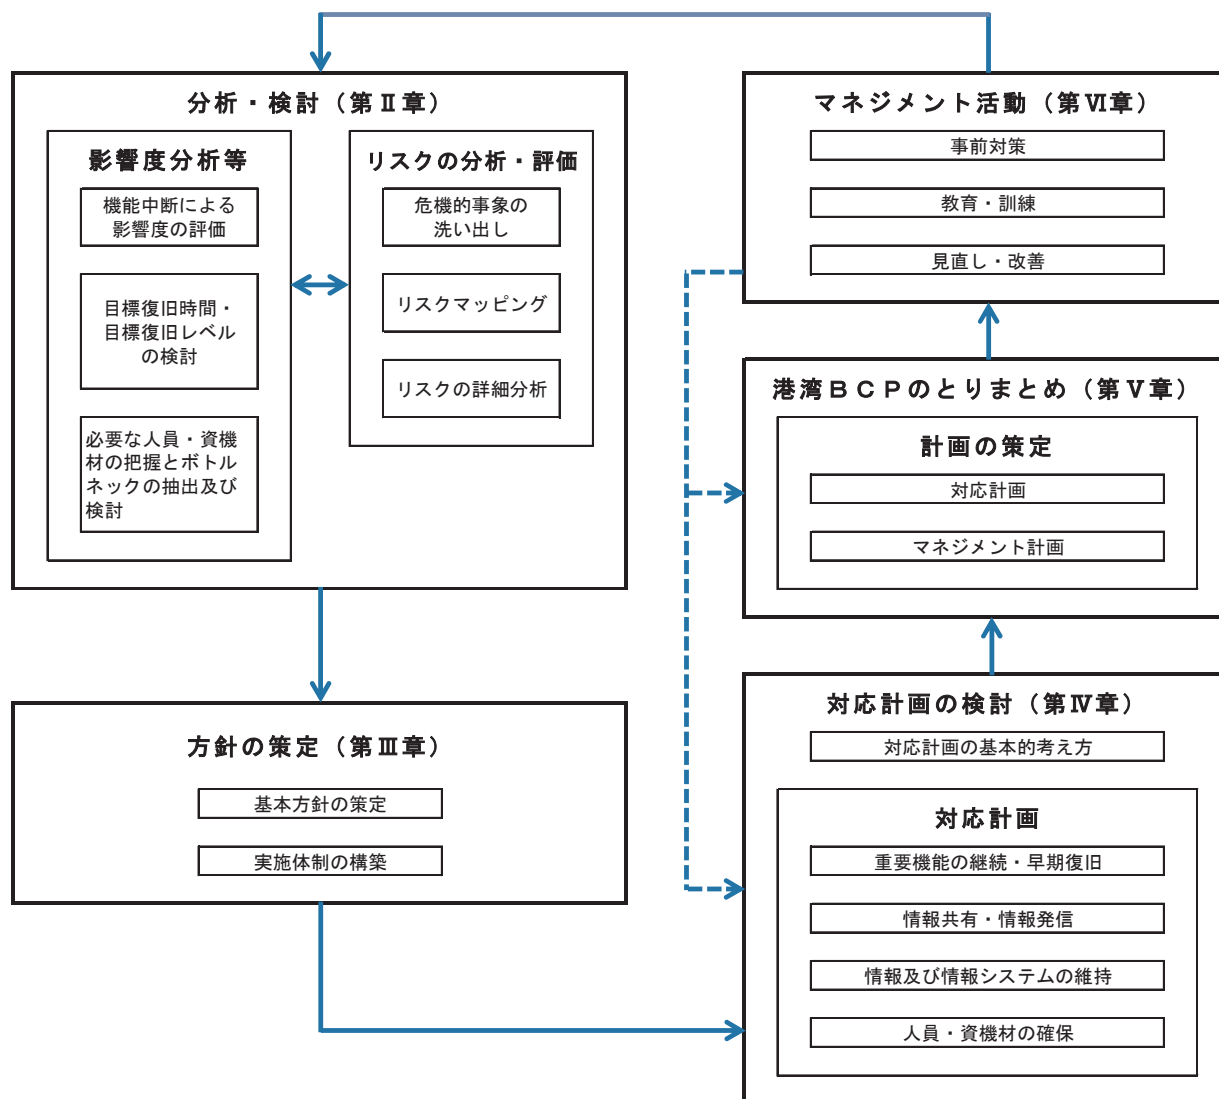 分析・検討（第Ⅱ章）
影響度分析等
機能中断による
影響度の評価
目標復旧時間・
目標復旧レベル
の検討
必要な人員・資機
材の把握とボトル
ネックの抽出及び
検討
リスクの分析・評価
危機的事象の
洗い出し
リスクマッピング
リスクの詳細分析
方針の策定（第Ⅲ章）
基本方針の策定
実施体制の構築
マネジメント活動（第Ⅵ章）
事前対策
教育・訓練
見直し・改善
港湾ＢＣＰのとりまとめ（第Ⅴ章）
計画の策定
対応計画
マネジメント計画
対応計画の検討（第Ⅳ章）
対応計画の基本的考え方
対応計画
重要機能の継続・早期復旧
情報共有・情報発信
情報及び情報システムの維持
人員・資機材の確保